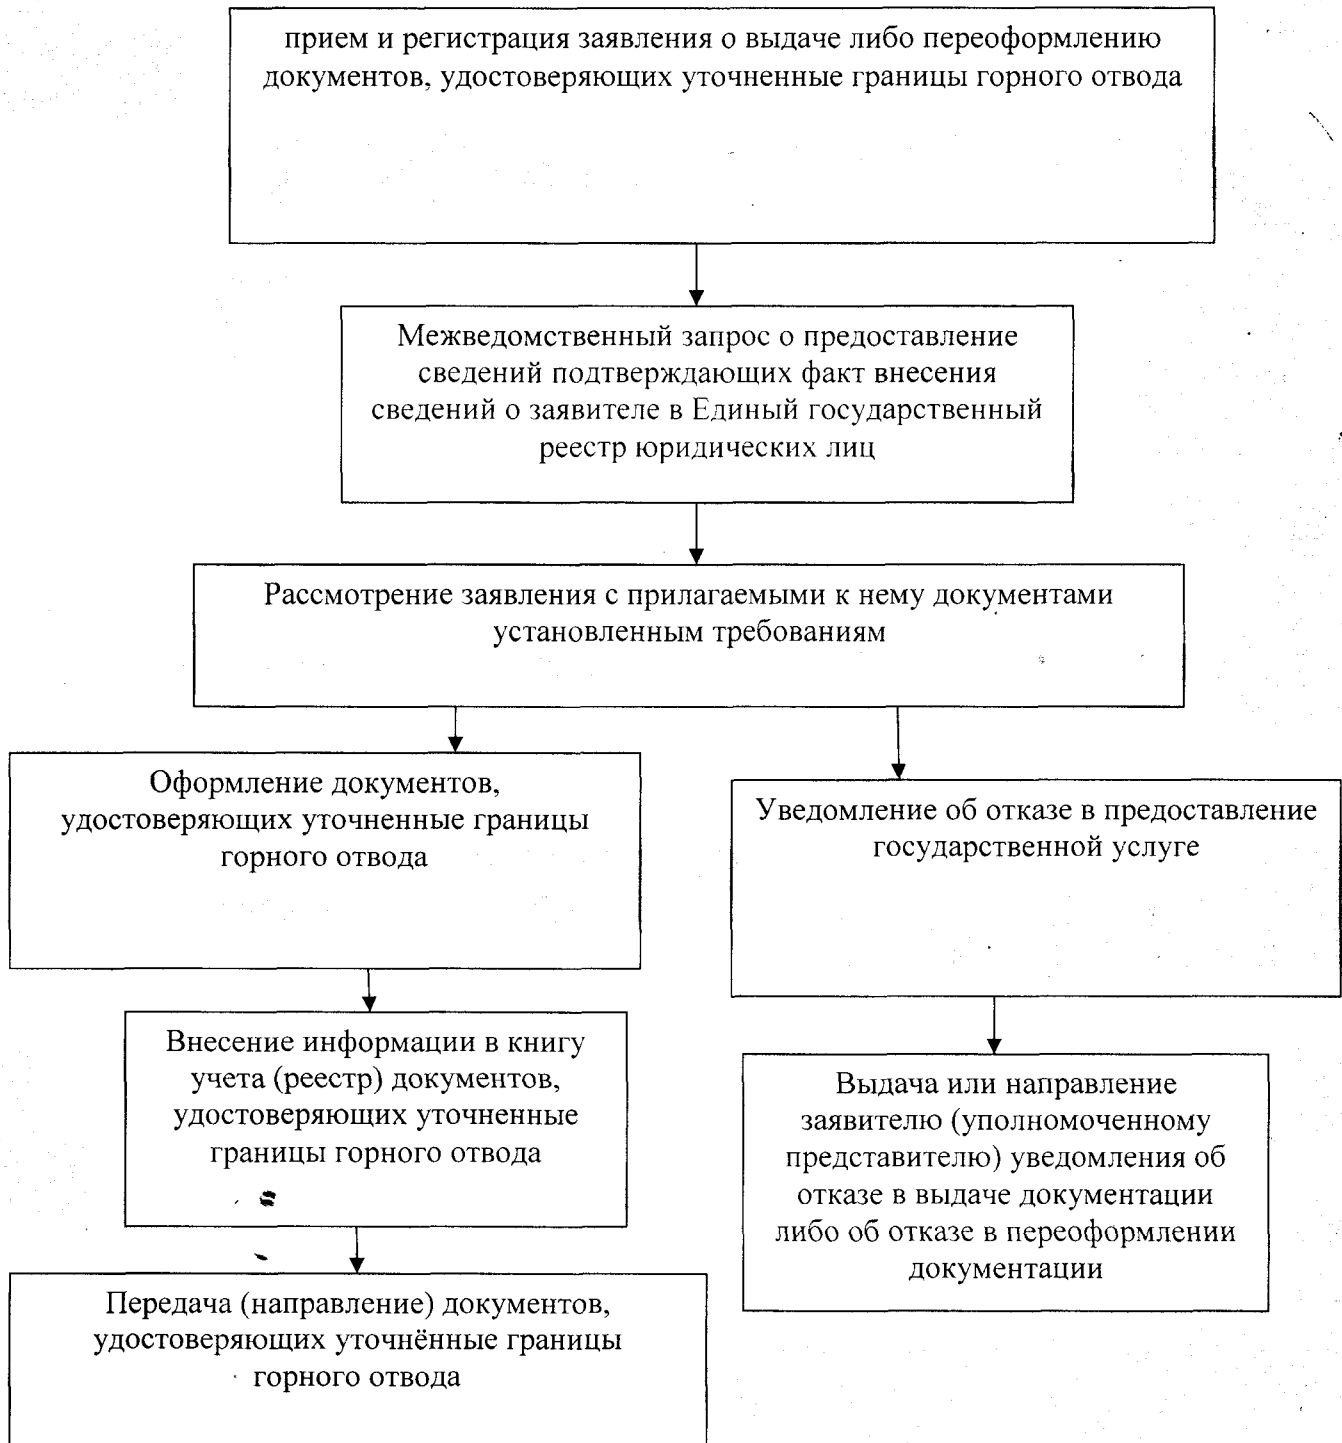 прием и регистрация заявления о выдаче либо переоформлению
документов, удостоверяющих уточненные границы горного отвода
Межведомственный запрос о предоставление
сведений подтверждающих факт внесения
сведений о заявителе в Единый государственный
реестр юридических лиц
Рассмотрение заявления с прилагаемыми к нему документами
установленным требованиям
Оформление документов,
удостоверяющих уточненные границы
горного отвода
Уведомление об отказе в предоставление
государственной услуге
Внесение информации в книгу
учета (реестр) документов,
удостоверяющих уточненные
границы горного отвода
Выдача или направление
заявителю (уполномоченному
представителю) уведомления об
отказе в выдаче документации
либо об отказе в переоформлении
документации
Передача (направление) документов,
удостоверяющих уточнённые границы
горного отвода